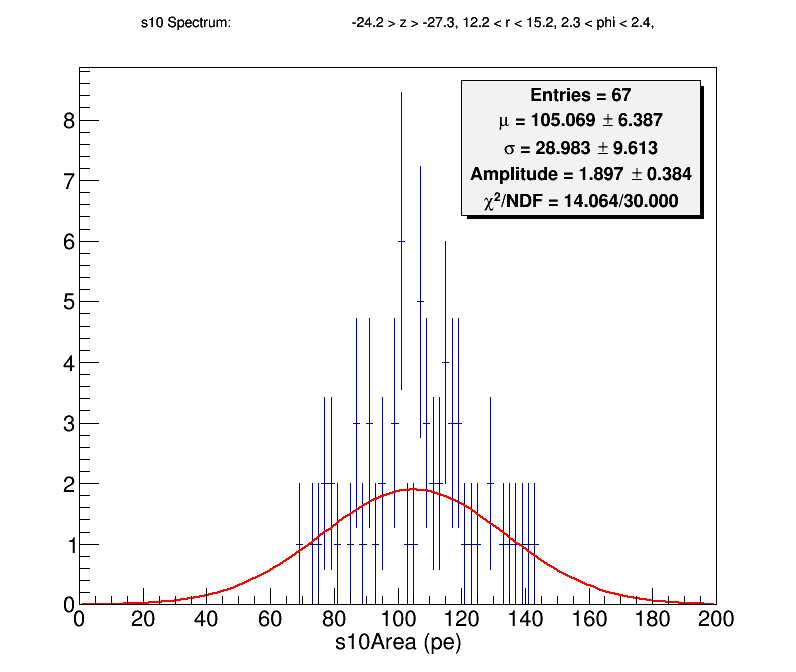 s10 Spectrum: -24.2 > z > -27.3, 12.2 < r < 15.2, 2.3 < phi < 2.4,
Entries = 67
μ = 105.069 ± 6.387
σ = 28.983 ± 9.613
Amplitude = 1.897 ± 0.384
χ²/NDF = 14.064/30.000
8
7
6
5
4
3
2
1
0
0 20 40 60 80 100 120 140 160 180 200
s10Area (pe)